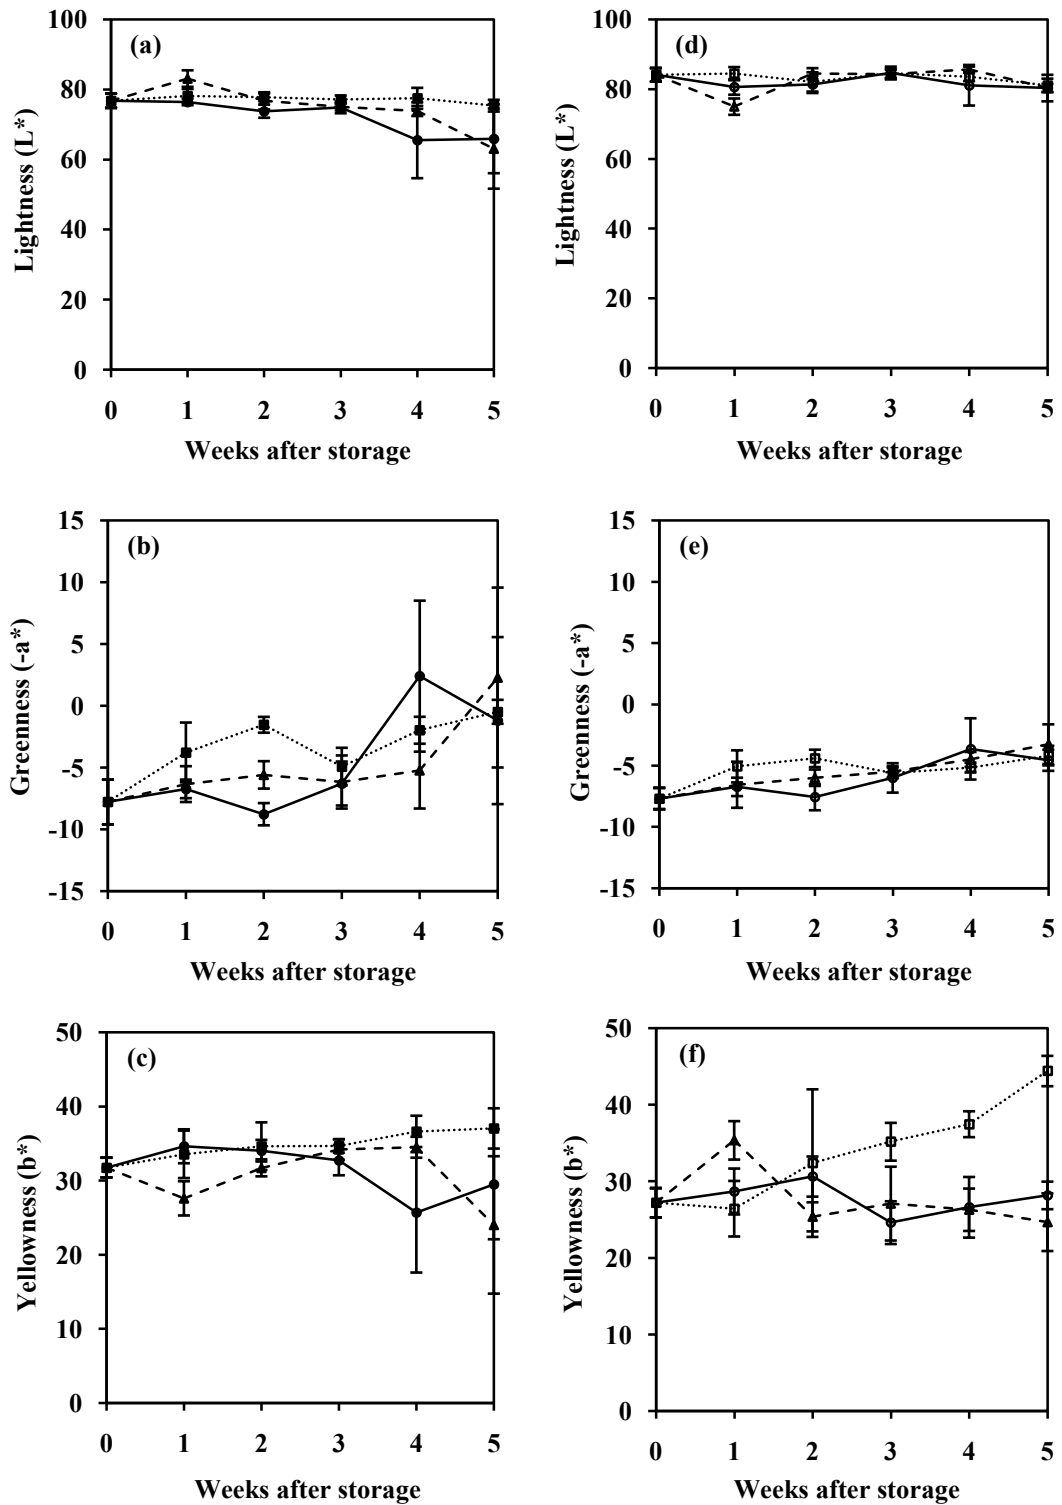 (a)
Lightness (L*)
100
80
60
40
20
0
0 1 2 3 4 5
Weeks after storage
(d)
Lightness (L*)
100
80
60
40
20
0
0 1 2 3 4 5
Weeks after storage
(b)
Greenness (-a*)
15
10
5
0
-5
-10
-15
0 1 2 3 4 5
Weeks after storage
(e)
Greenness (-a*)
15
10
5
0
-5
-10
-15
0 1 2 3 4 5
Weeks after storage
(c)
Yellowness (b*)
50
40
30
20
10
0
0 1 2 3 4 5
Weeks after storage
(f)
Yellowness (b*)
50
40
30
20
10
0
0 1 2 3 4 5
Weeks after storage